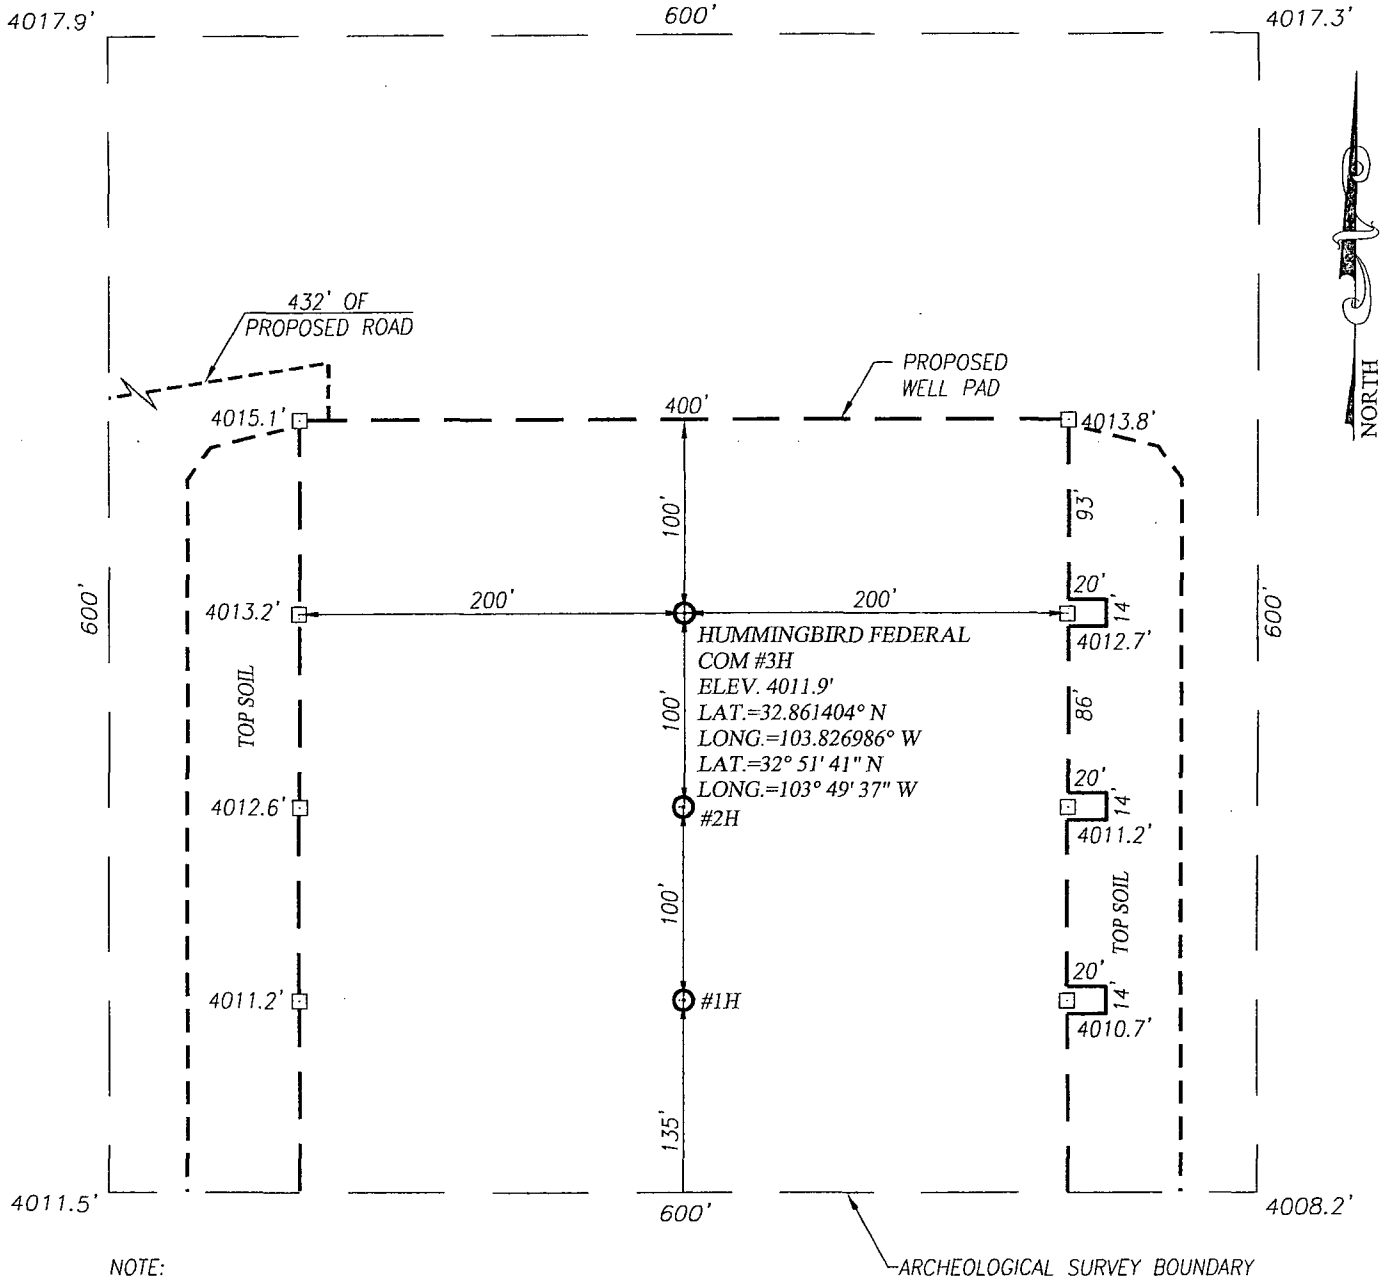 4017.9'
600'
4017.3'
432' OF
PROPOSED ROAD
PROPOSED
WELL PAD
NORTH
4015.1'
400'
4013.8'
100'
93'
600'
4013.2'
200'
200'
20'
14'
4012.7'
600'
HUMMINGBIRD FEDERAL
COM #3H
ELEV. 4011.9'
LAT.=32.861404° N
LONG.=103.826986° W
LAT.=32° 51' 41" N
LONG.=103° 49' 37" W
TOP SOIL
100'
86'
4012.6'
#2H
20'
14'
4011.2'
100'
TOP SOIL
4011.2'
#1H
20'
14'
4010.7'
135'
4011.5'
600'
4008.2'
NOTE:
ARCHEOLOGICAL SURVEY BOUNDARY